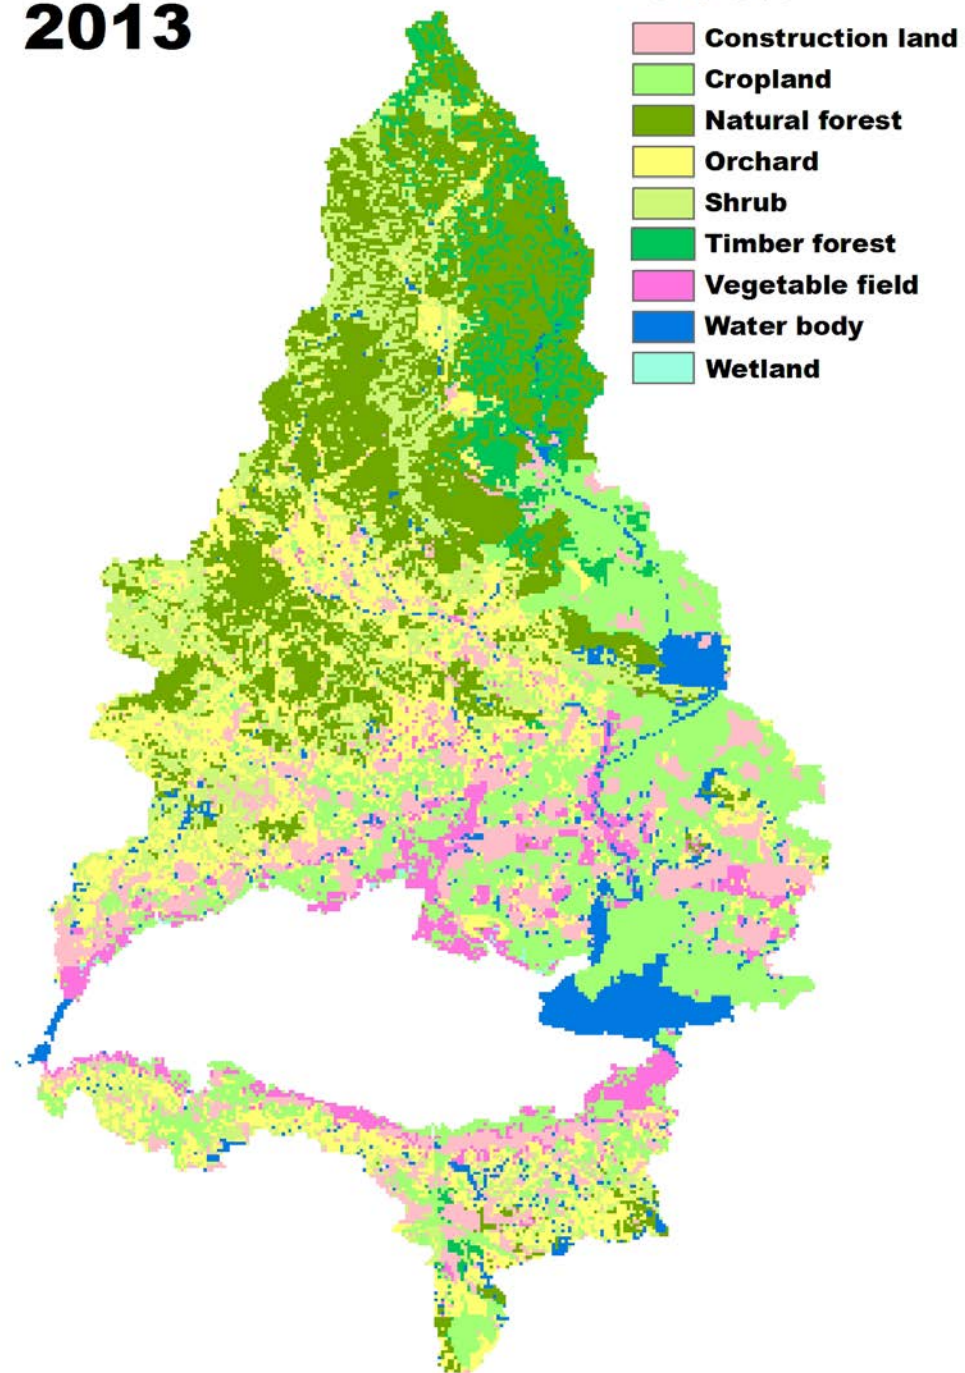 2013
Construction land
Cropland
Natural forest
Orchard
Shrub
Timber forest
Vegetable field
Water body
Wetland